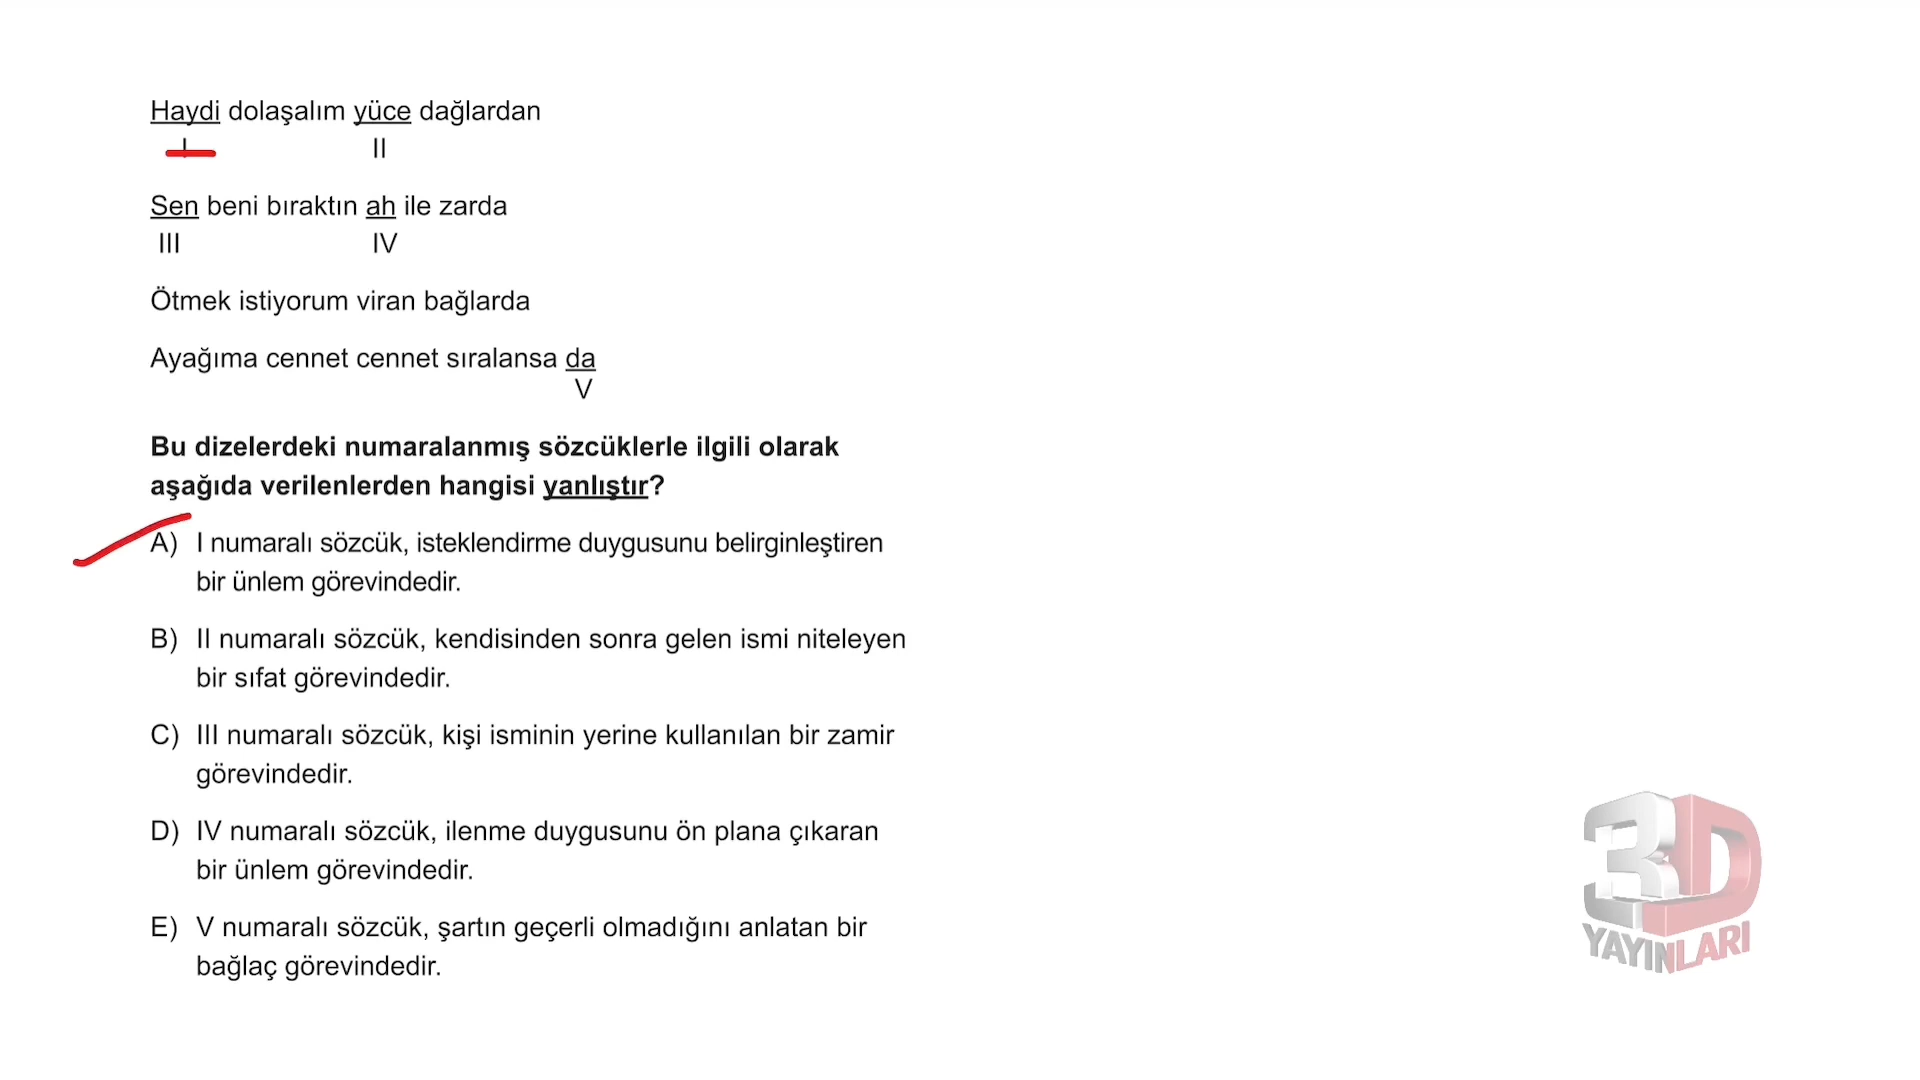 Haydi dolaşalım yüce dağlardan
I II
Sen beni bıraktın ah ile zarda
III IV
Ötmek istiyorum viran bağlarda
Ayağıma cennet cennet sıralansa da
V
Bu dizelerdeki numaralanmış sözcüklerle ilgili olarak
aşağıda verilenlerden hangisi yanlıştır?
A) I numaralı sözcük, isteklendirme duygusunu belirginleştiren
bir ünlem görevindedir.
B) II numaralı sözcük, kendisinden sonra gelen ismi niteleyen
bir sıfat görevindedir.
C) III numaralı sözcük, kişi isminin yerine kullanılan bir zamir
görevindedir.
D) IV numaralı sözcük, ilenme duygusunu ön plana çıkaran
bir ünlem görevindedir.
E) V numaralı sözcük, şartın geçerli olmadığını anlatan bir
bağlaç görevindedir.
3D
YAYINLARI